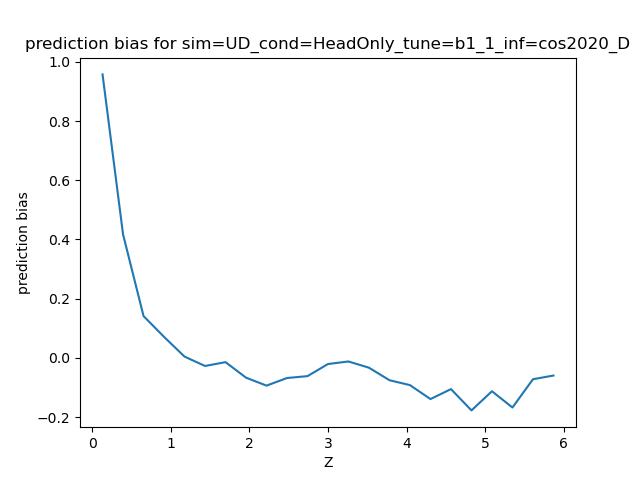 prediction bias for sim=UD_cond=HeadOnly_tune=b1_1_inf=cos2020_D
1.0
0.8
0.6
0.4
0.2
0.0
−0.2
prediction bias
0 1 2 3 4 5 6
Z